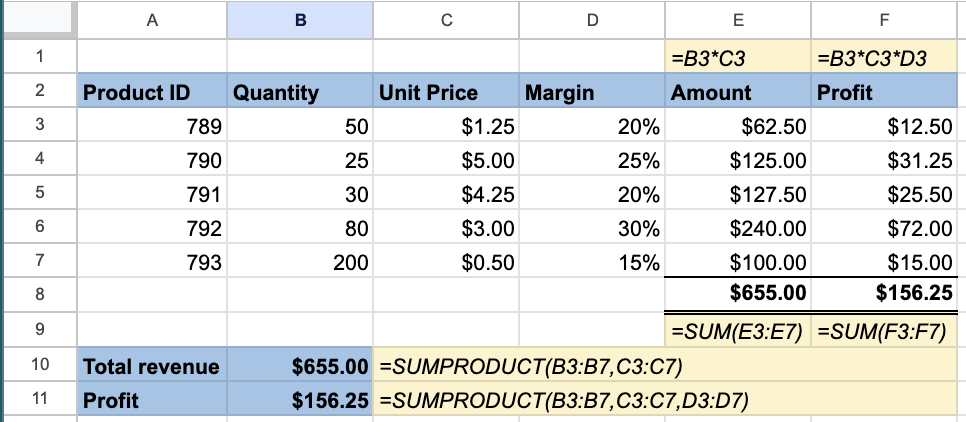 A B C D E F
1 =B3*C3 =B3*C3*D3
2 Product ID Quantity Unit Price Margin Amount Profit
3 789 50 $1.25 20% $62.50 $12.50
4 790 25 $5.00 25% $125.00 $31.25
5 791 30 $4.25 20% $127.50 $25.50
6 792 80 $3.00 30% $240.00 $72.00
7 793 200 $0.50 15% $100.00 $15.00
8 $655.00 $156.25
9 =SUM(E3:E7) =SUM(F3:F7)
10 Total revenue $655.00 =SUMPRODUCT(B3:B7,C3:C7)
11 Profit $156.25 =SUMPRODUCT(B3:B7,C3:C7,D3:D7)